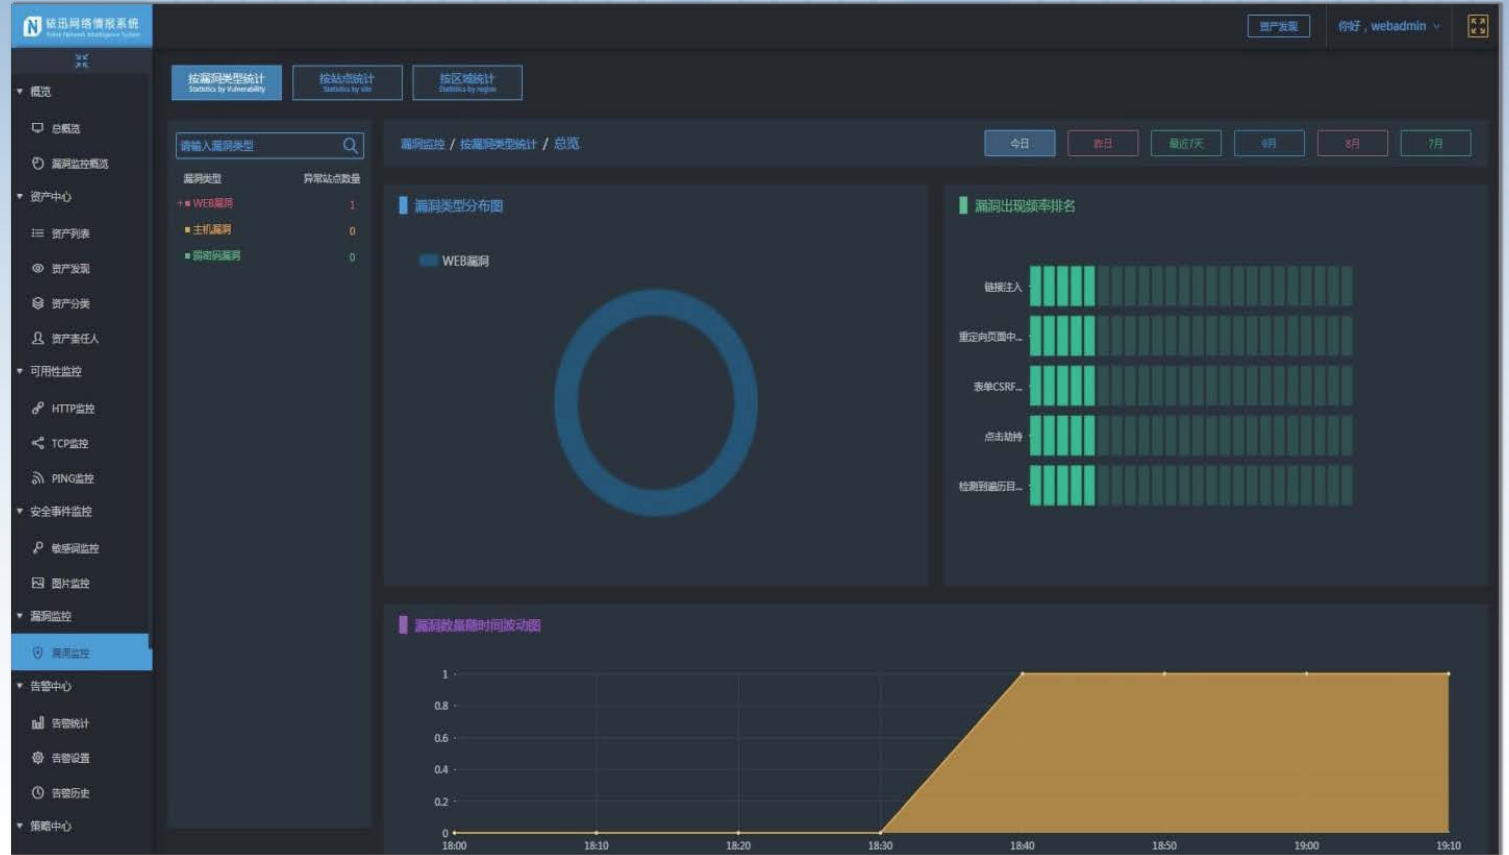 依迅网络情报系统
资产发现
你好，webadmin
概览
总概览
漏洞监控概览
资产中心
资产列表
资产发现
资产分类
资产责任人
可用性监控
HTTP监控
TCP监控
PING监控
安全事件监控
敏感词监控
图片监控
漏洞监控
漏洞监控
告警中心
告警统计
告警设置
告警历史
策略中心
按漏洞类型统计
Statistics by Vulnerability
按站点统计
Statistics by site
按区域统计
Statistics by region
请输入漏洞类型
漏洞类型 异常站点数量
WEB漏洞 1
主机漏洞 0
弱密码漏洞 0
漏洞监控 / 按漏洞类型统计 / 总览
今日 昨日 最近7天 9月 8月 7月
漏洞类型分布图
WEB漏洞
漏洞出现频率排名
链接注入
重定向页面中...
表单CSRF...
点击劫持
检测到遍历目...
漏洞数量随时间波动图
1
0.8
0.6
0.4
0.2
0
18:00 18:10 18:20 18:30 18:40 18:50 19:00 19:10